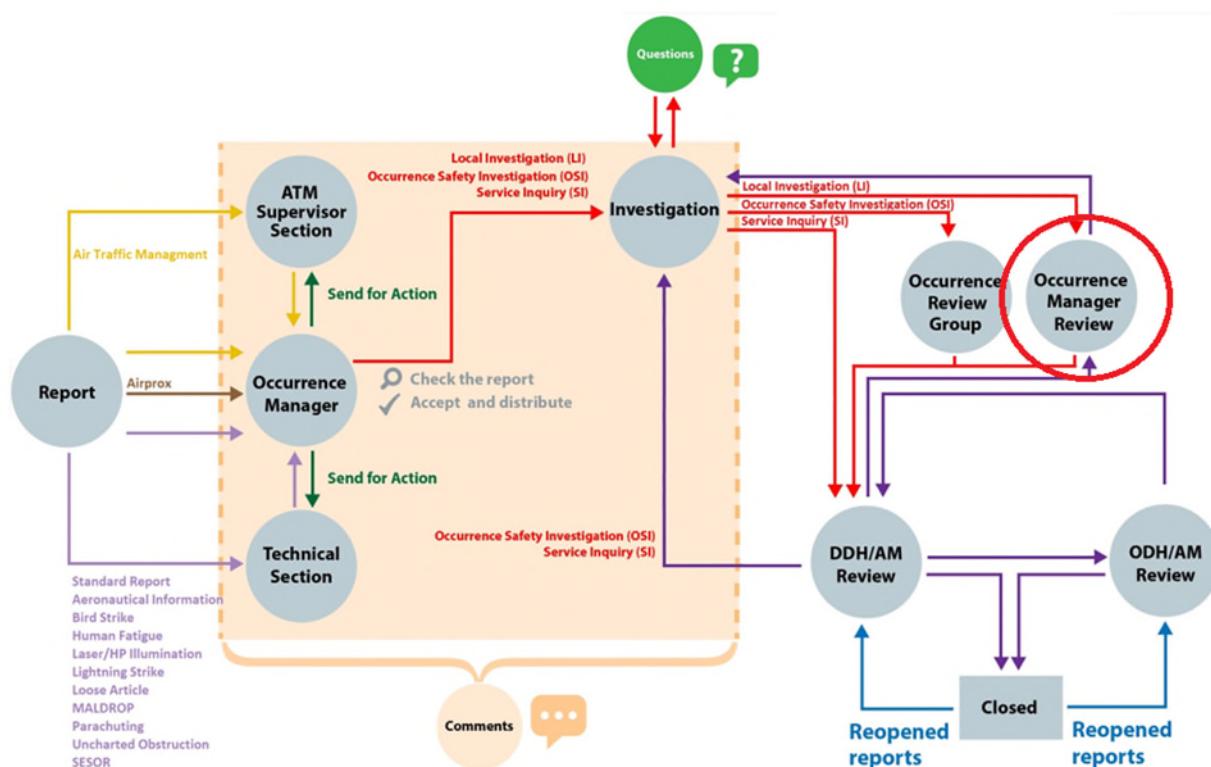 Questions
?
Local Investigation (LI)
Occurrence Safety Investigation (OSI)
Service Inquiry (SI)
ATM
Supervisor
Section
Investigation
Local Investigation (LI)
Occurrence Safety Investigation (OSI)
Service Inquiry (SI)
Air Traffic Managment
Send for Action
Occurrence
Review
Group
Occurrence
Manager
Review
Report
Airprox
Occurrence
Manager
Check the report
Accept and distribute
Send for Action
Technical
Section
Occurrence Safety Investigation (OSI)
Service Inquiry (SI)
DDH/AM
Review
ODH/AM
Review
Standard Report
Aeronautical Information
Bird Strike
Human Fatigue
Laser/HP Illumination
Lightning Strike
Loose Article
MALDROP
Parachuting
Uncharted Obstruction
SESOR
Comments
Closed
Reopened
reports
Reopened
reports